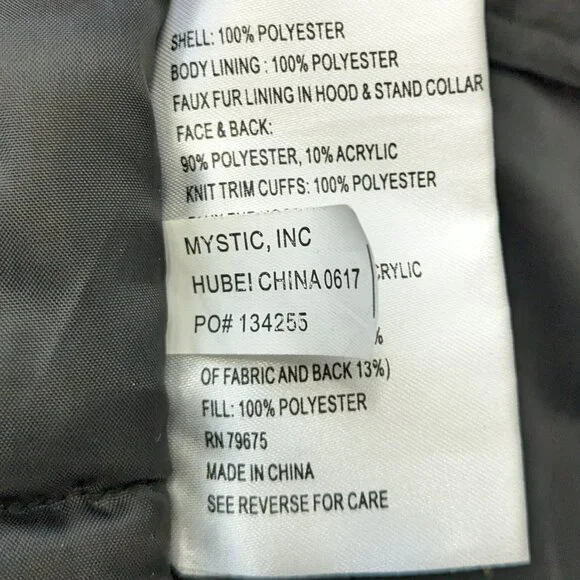 SHELL: 100% POLYESTER
BODY LINING : 100% POLYESTER
FAUX FUR LINING IN HOOD & STAND COLLAR
FACE & BACK:
90% POLYESTER, 10% ACRYLIC
KNIT TRIM CUFFS: 100% POLYESTER
MYSTIC, INC
HUBEI CHINA 0617
PO# 134255
%
OF FABRIC AND BACK 13%)
FILL: 100% POLYESTER
RN 79675
MADE IN CHINA
SEE REVERSE FOR CARE